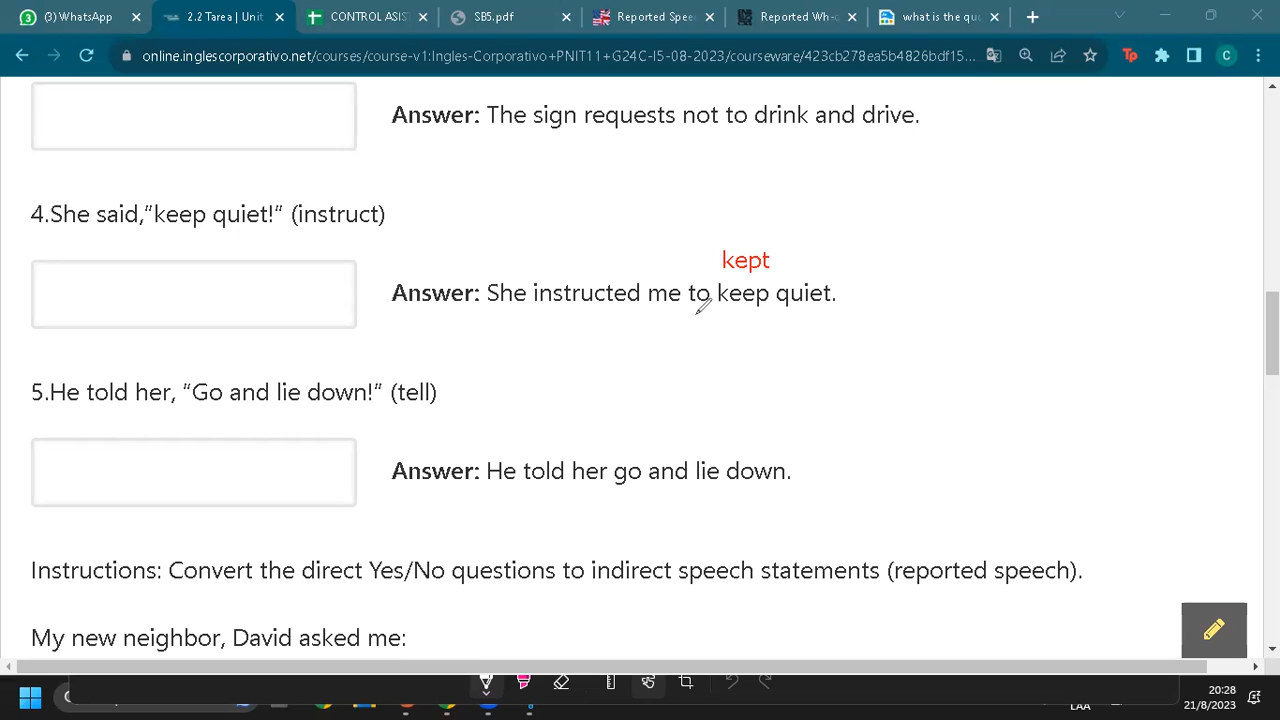 (3) WhatsApp
2.2 Tarea | Unit
CONTROL ASIS
SB5.pdf
Reported Spee
Reported Wh-q
what is the qu
online.inglescorporativo.net/courses/course-v1:Ingles-Corporativo+PNIT11+G24C-I5-08-2023/courseware/423cb278ea5b4826bdf15...
Answer: The sign requests not to drink and drive.
4.She said,”keep quiet!” (instruct)
kept
Answer: She instructed me to keep quiet.
5.He told her, “Go and lie down!” (tell)
Answer: He told her go and lie down.
Instructions: Convert the direct Yes/No questions to indirect speech statements (reported speech).
My new neighbor, David asked me:
20:28
LAA
21/8/2023